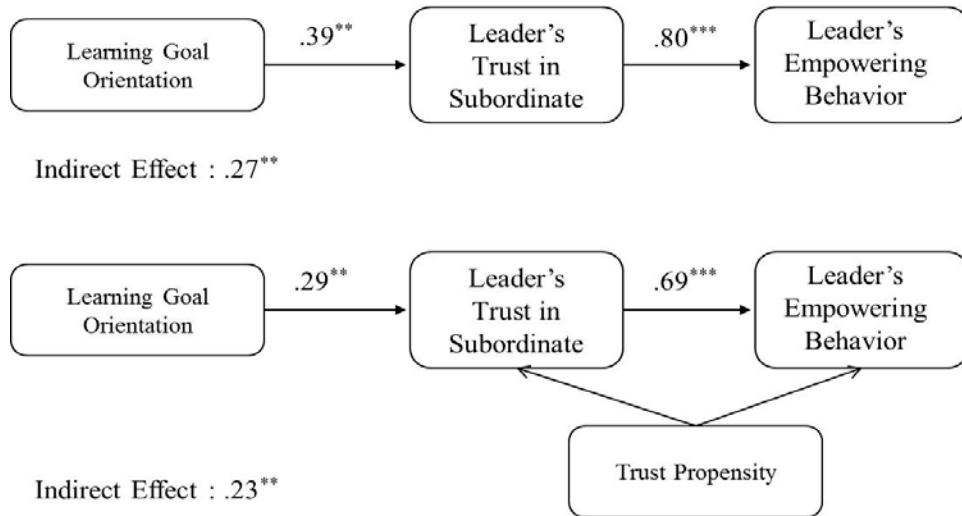 .39**
.80***
Learning Goal
Orientation
Leader’s
Trust in
Subordinate
Leader’s
Empowering
Behavior
Indirect Effect : .27**
.29**
.69***
Learning Goal
Orientation
Leader’s
Trust in
Subordinate
Leader’s
Empowering
Behavior
Trust Propensity
Indirect Effect : .23**